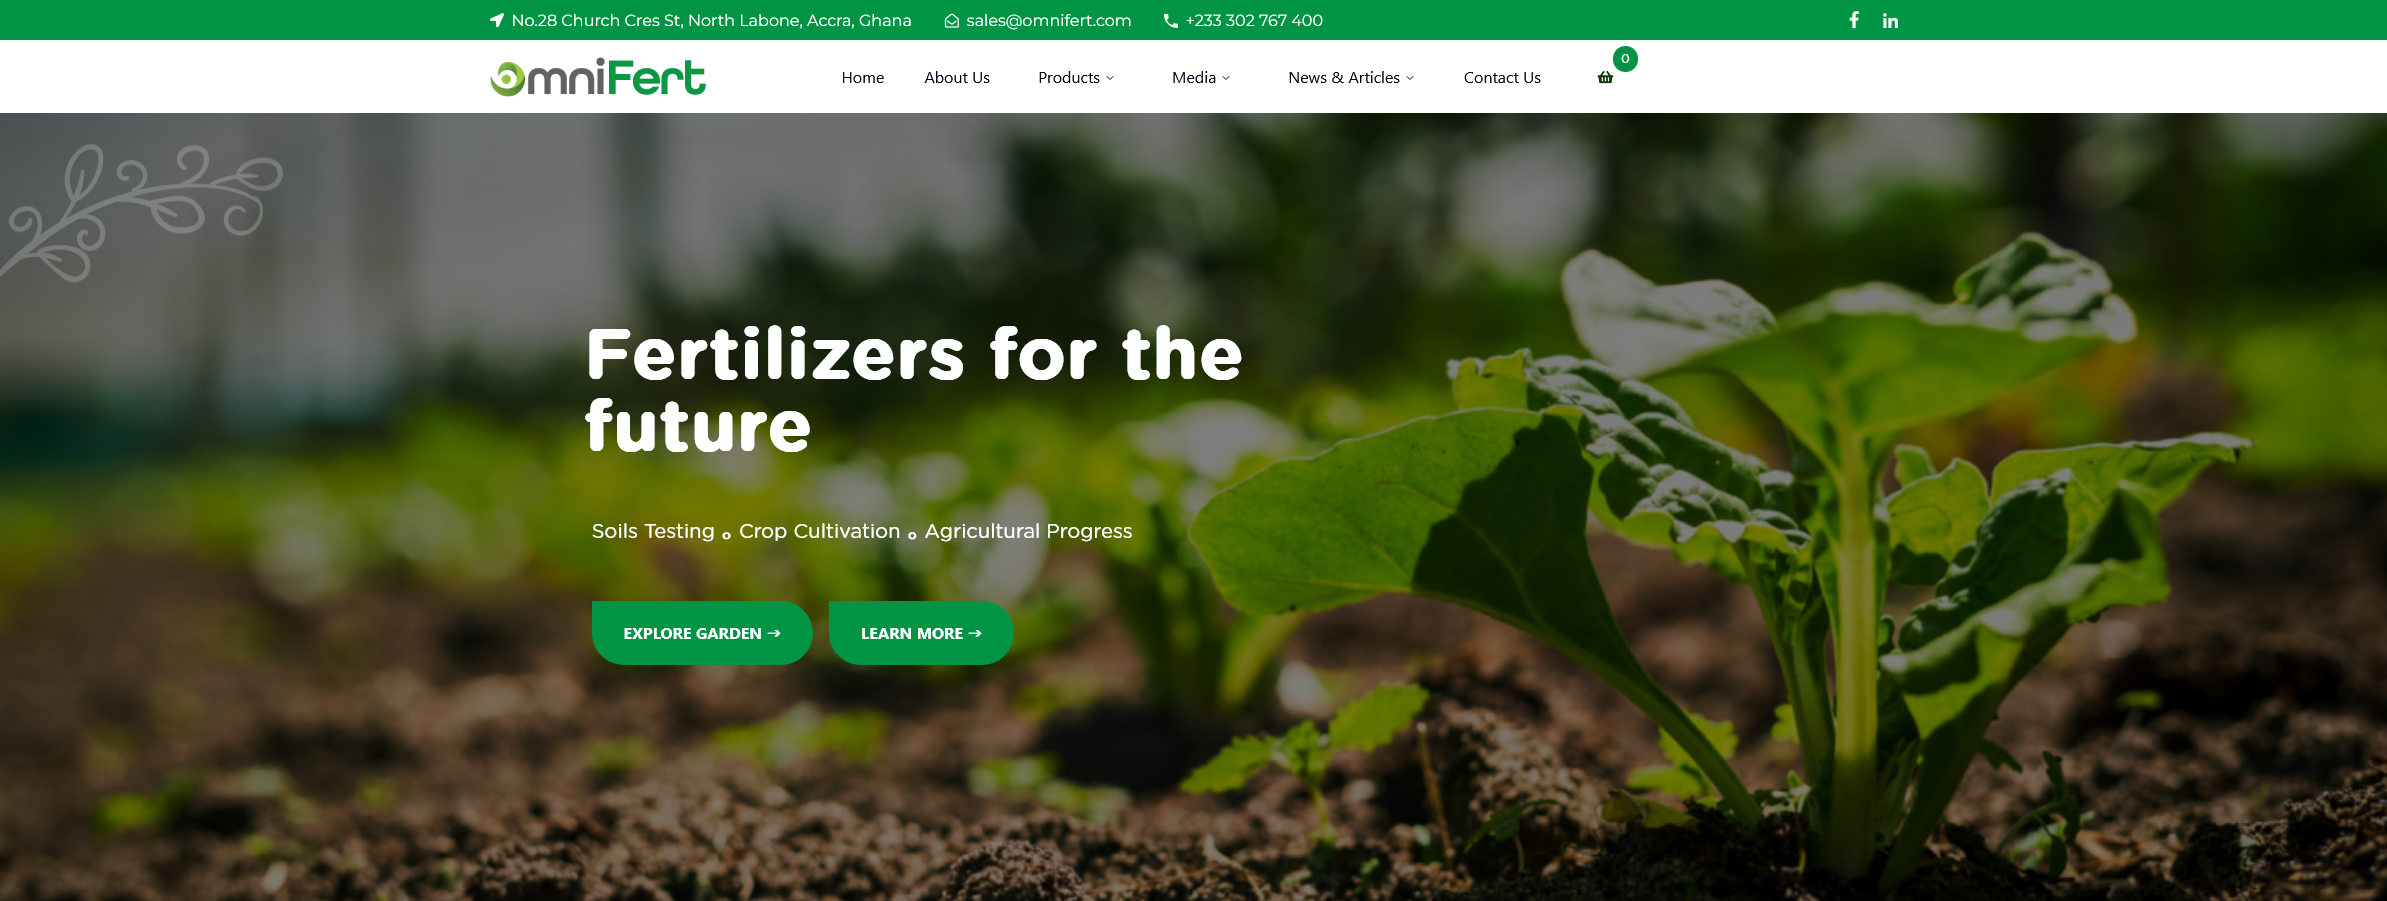 No.28 Church Cres St, North Labone, Accra, Ghana sales@omnifert.com +233 302 767 400
OmniFert Home About Us Products Media News & Articles Contact Us 0
Fertilizers for the
future
Soils Testing Crop Cultivation Agricultural Progress
EXPLORE GARDEN → LEARN MORE →